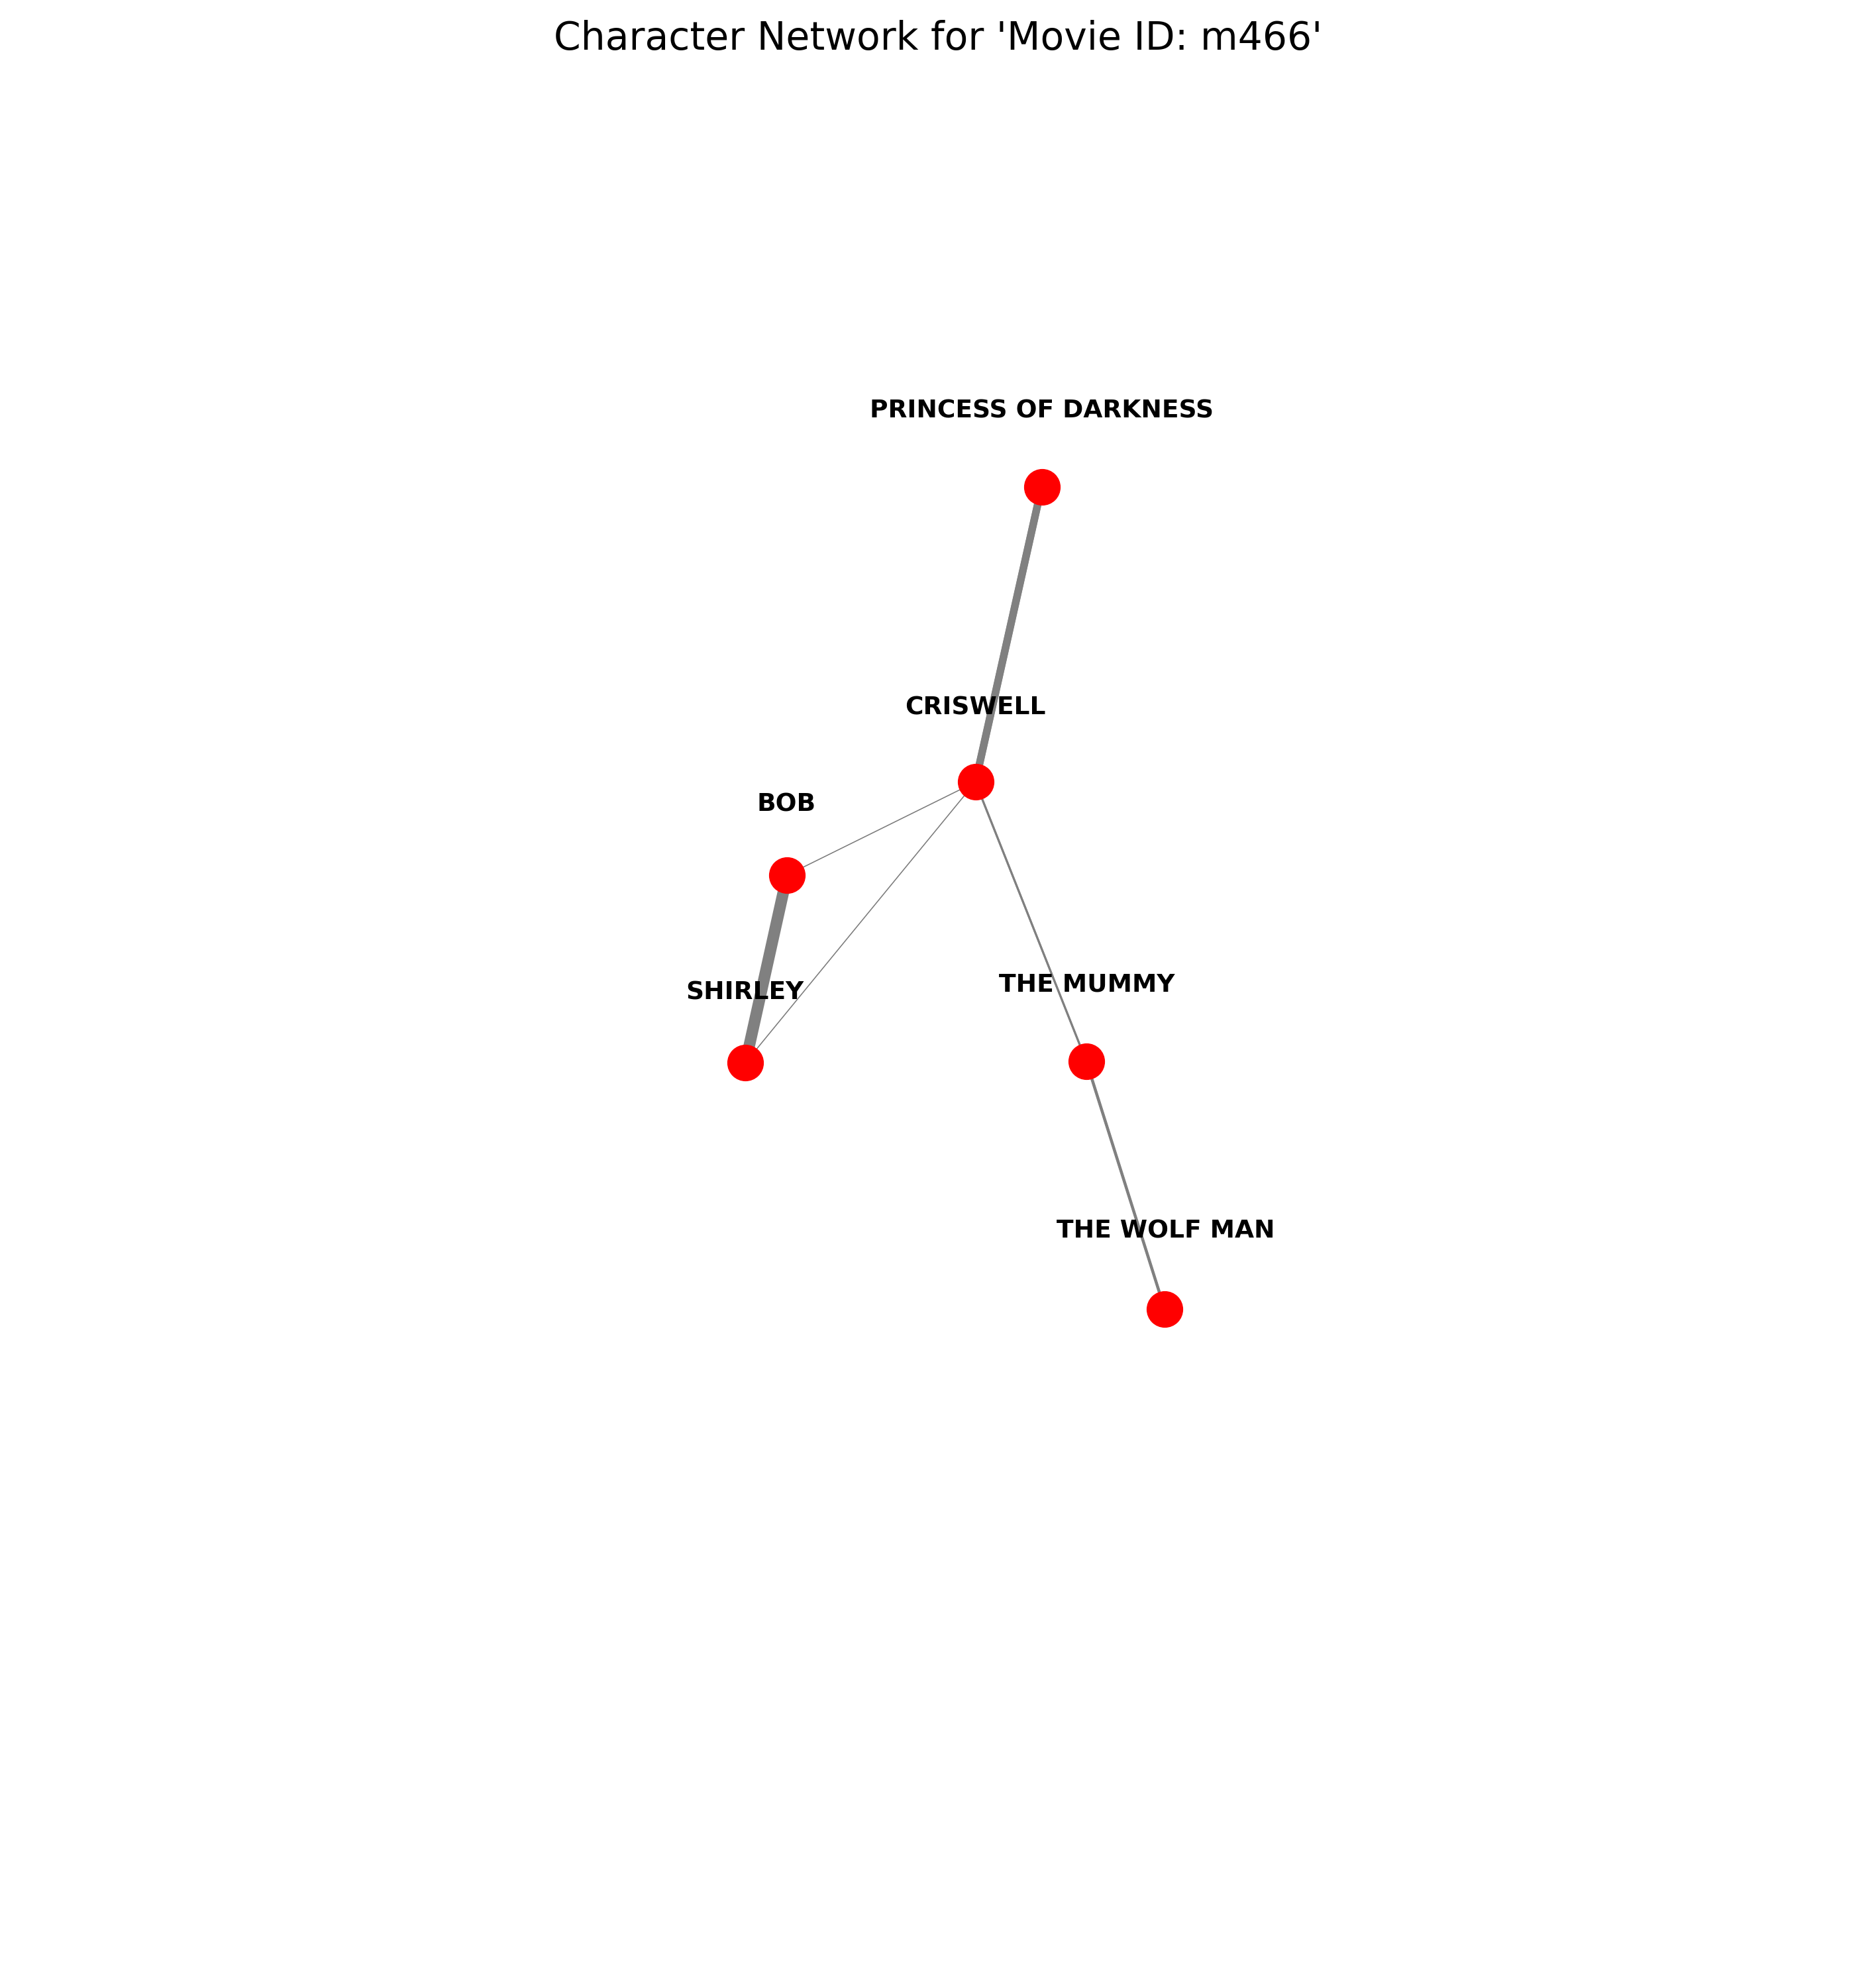 Character Network for 'Movie ID: m466'
PRINCESS OF DARKNESS
CRISWELL
BOB
THE MUMMY
SHIRLEY
THE WOLF MAN